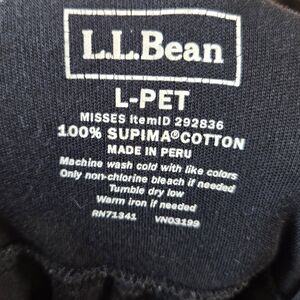 L.L.Bean
L-PET
MISSES ItemID 292836
100% SUPIMA®COTTON
MADE IN PERU
Machine wash cold with like colors
Only non-chlorine bleach if needed
Tumble dry low
Warm iron if needed
RN71341 VN03199